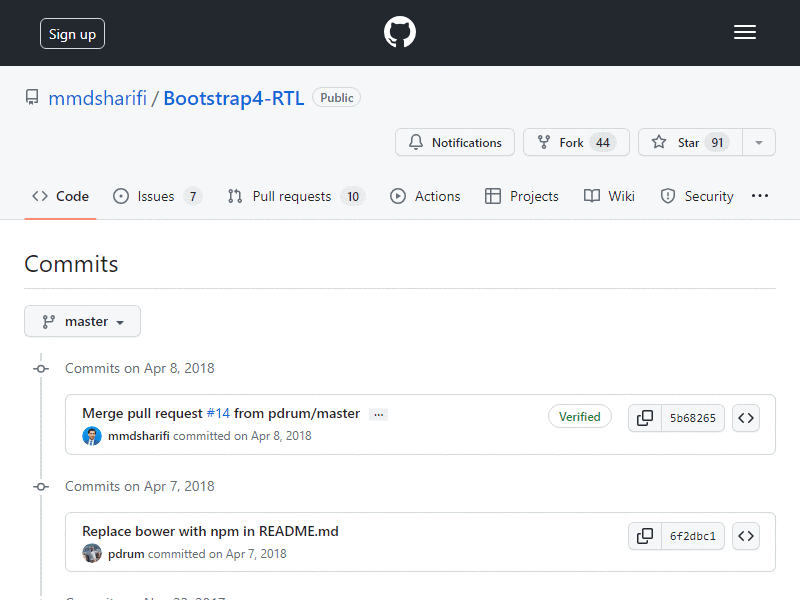 Sign up
mmdsharifi / Bootstrap4-RTL Public
Notifications Fork 44 Star 91
Code Issues 7 Pull requests 10 Actions Projects Wiki Security
Commits
master
Commits on Apr 8, 2018
Merge pull request #14 from pdrum/master ...
Verified 5b68265
mmdsharifi committed on Apr 8, 2018
Commits on Apr 7, 2018
Replace bower with npm in README.md
6f2dbc1
pdrum committed on Apr 7, 2018